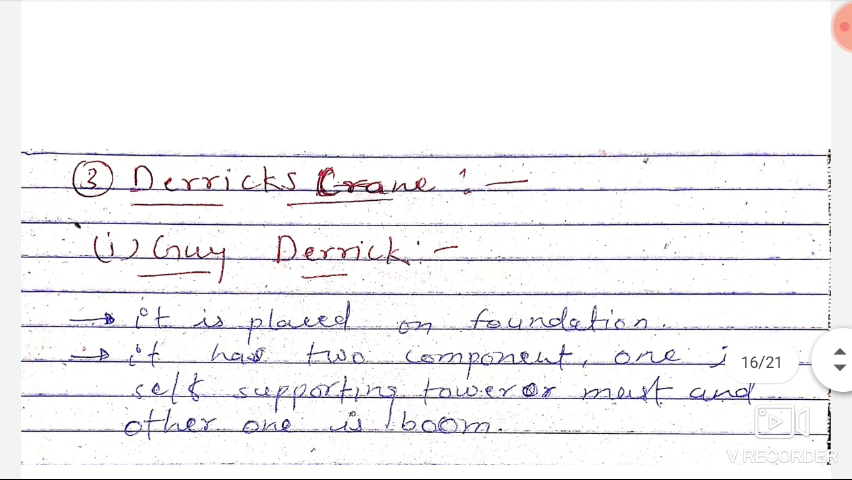 ③ Derricks Crane : —
(i) Guy Derrick : —
→ it is placed on foundation.
→ it has two component, one
16/21
self supporting tower or mast and
other one is boom.
V RECORDER